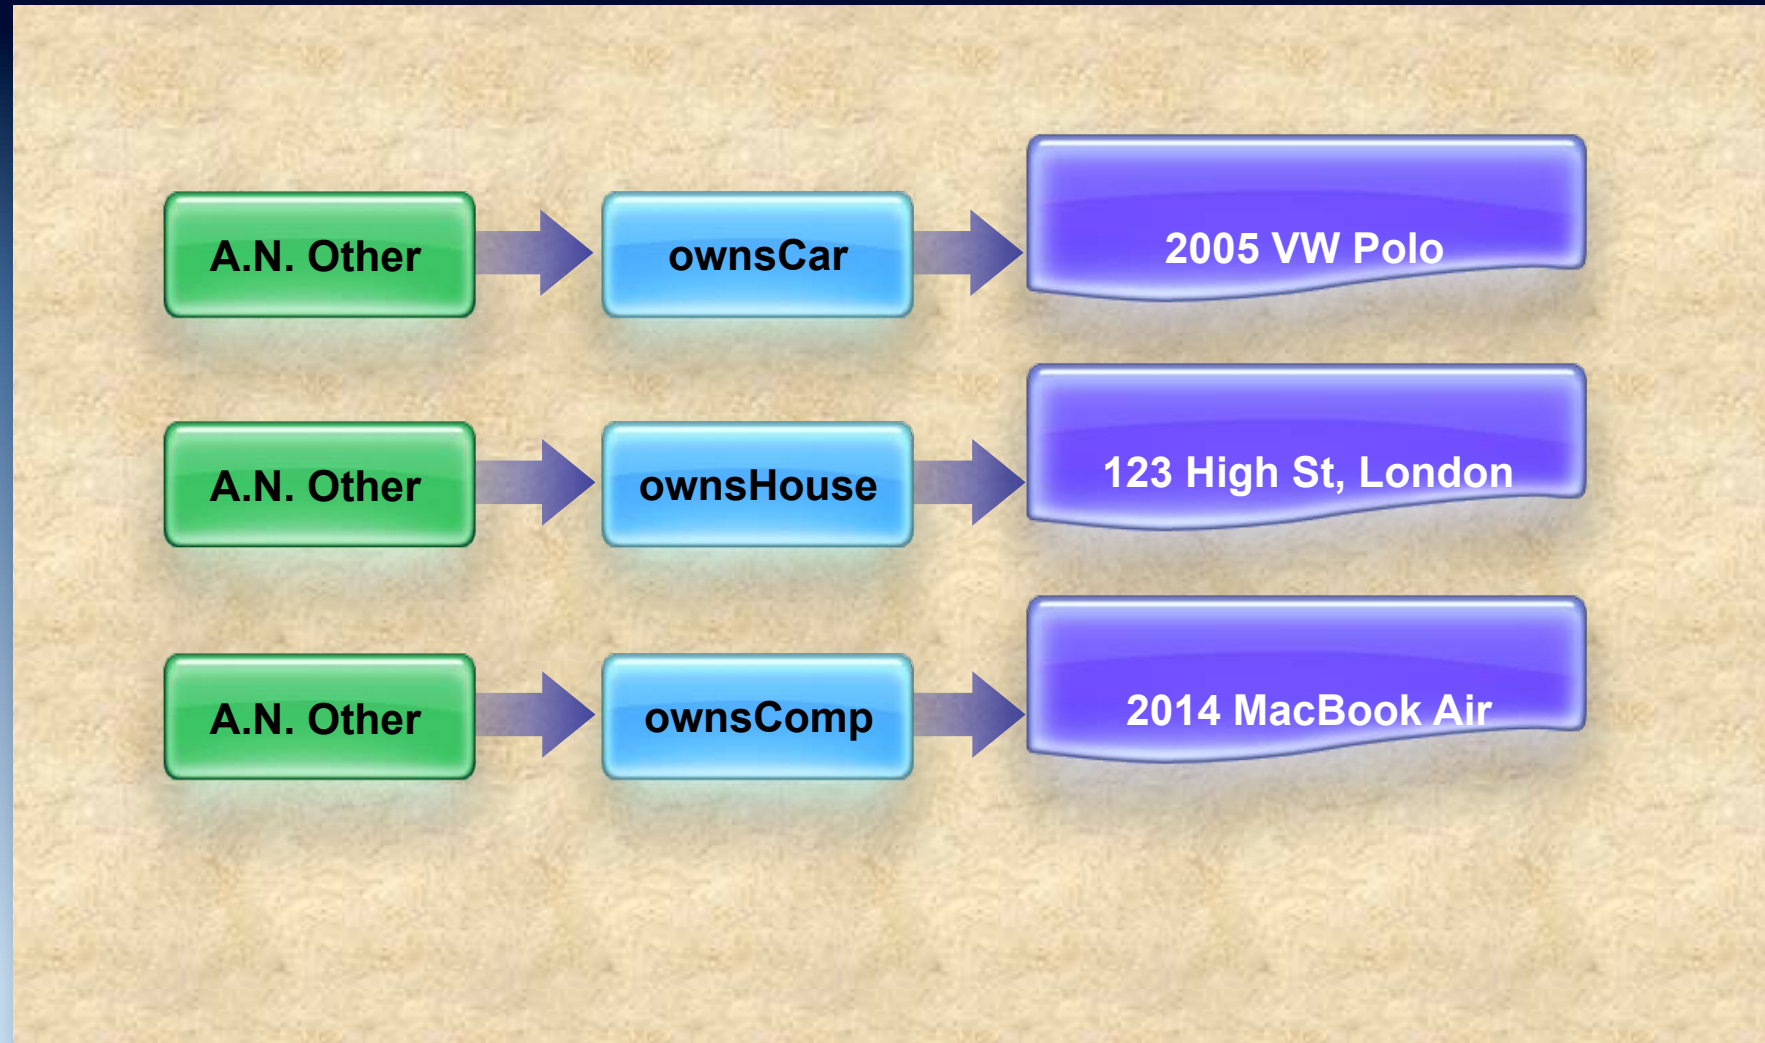 A.N. Other ownsCar 2005 VW Polo
A.N. Other ownsHouse 123 High St, London
A.N. Other ownsComp 2014 MacBook Air